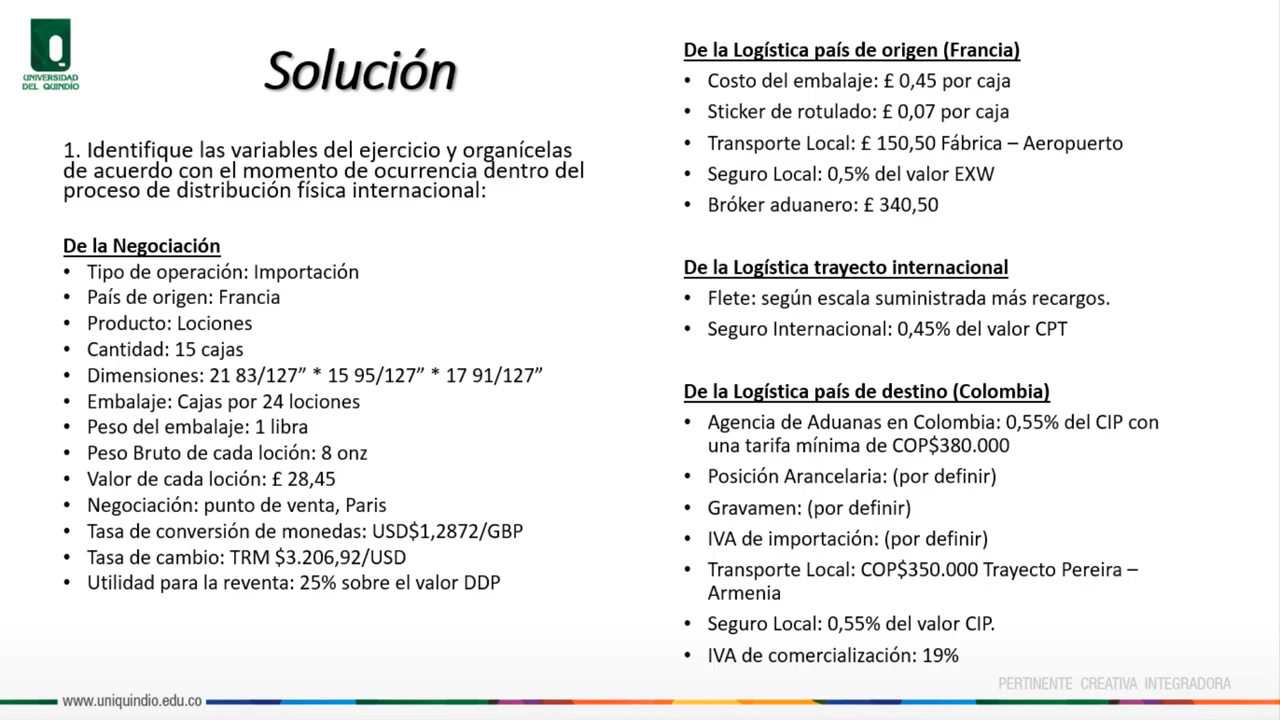 UNIVERSIDAD
DEL QUINDÍO
Solución
1. Identifique las variables del ejercicio y organícelas
de acuerdo con el momento de ocurrencia dentro del
proceso de distribución física internacional:
De la Negociación
• Tipo de operación: Importación
• País de origen: Francia
• Producto: Lociones
• Cantidad: 15 cajas
• Dimensiones: 21 83/127” * 15 95/127” * 17 91/127”
• Embalaje: Cajas por 24 lociones
• Peso del embalaje: 1 libra
• Peso Bruto de cada loción: 8 onz
• Valor de cada loción: £ 28,45
• Negociación: punto de venta, Paris
• Tasa de conversión de monedas: USD$1,2872/GBP
• Tasa de cambio: TRM $3.206,92/USD
• Utilidad para la reventa: 25% sobre el valor DDP
De la Logística país de origen (Francia)
• Costo del embalaje: £ 0,45 por caja
• Sticker de rotulado: £ 0,07 por caja
• Transporte Local: £ 150,50 Fábrica – Aeropuerto
• Seguro Local: 0,5% del valor EXW
• Bróker aduanero: £ 340,50
De la Logística trayecto internacional
• Flete: según escala suministrada más recargos.
• Seguro Internacional: 0,45% del valor CPT
De la Logística país de destino (Colombia)
• Agencia de Aduanas en Colombia: 0,55% del CIP con
una tarifa mínima de COP$380.000
• Posición Arancelaria: (por definir)
• Gravamen: (por definir)
• IVA de importación: (por definir)
• Transporte Local: COP$350.000 Trayecto Pereira –
Armenia
• Seguro Local: 0,55% del valor CIP.
• IVA de comercialización: 19%
PERTINENTE CREATIVA INTEGRADORA
www.uniquindio.edu.co